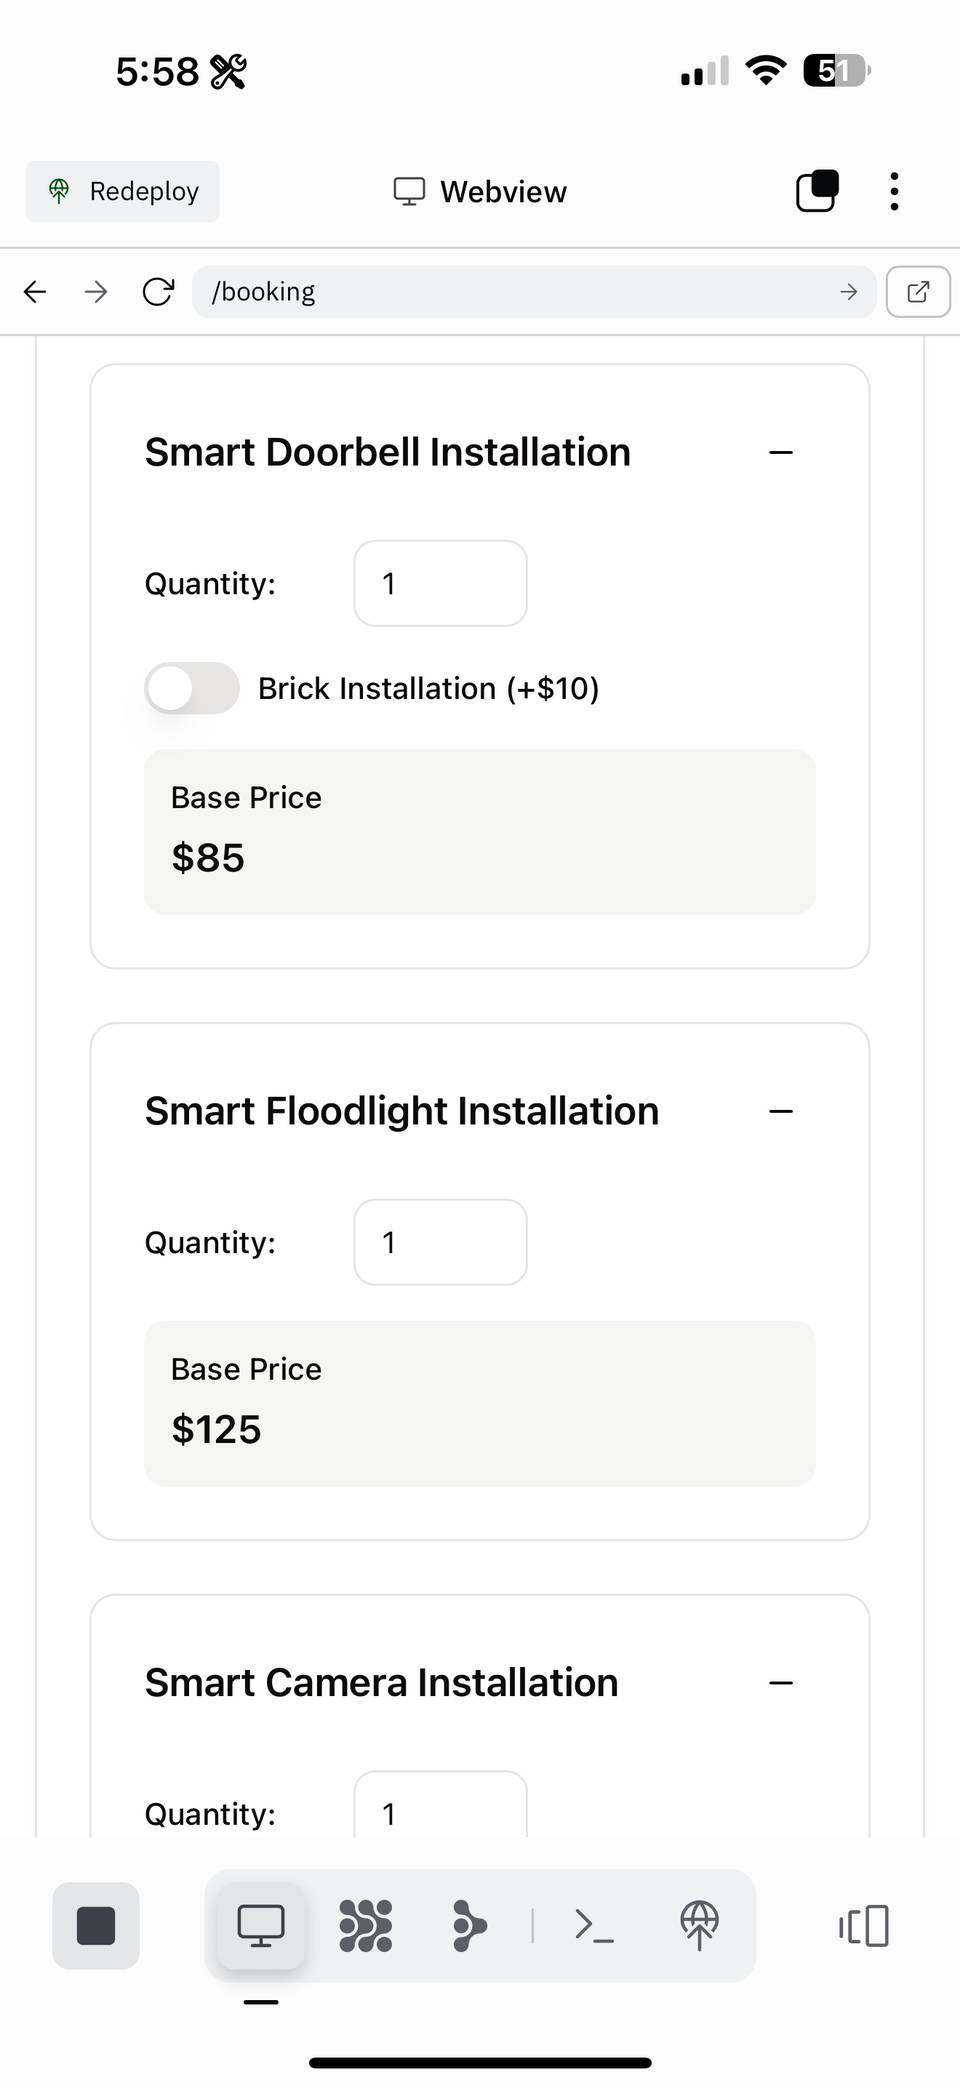 5:58
51
Redeploy
Webview
/booking
Smart Doorbell Installation
Quantity:
1
Brick Installation (+$10)
Base Price
$85
Smart Floodlight Installation
Quantity:
1
Base Price
$125
Smart Camera Installation
Quantity:
1